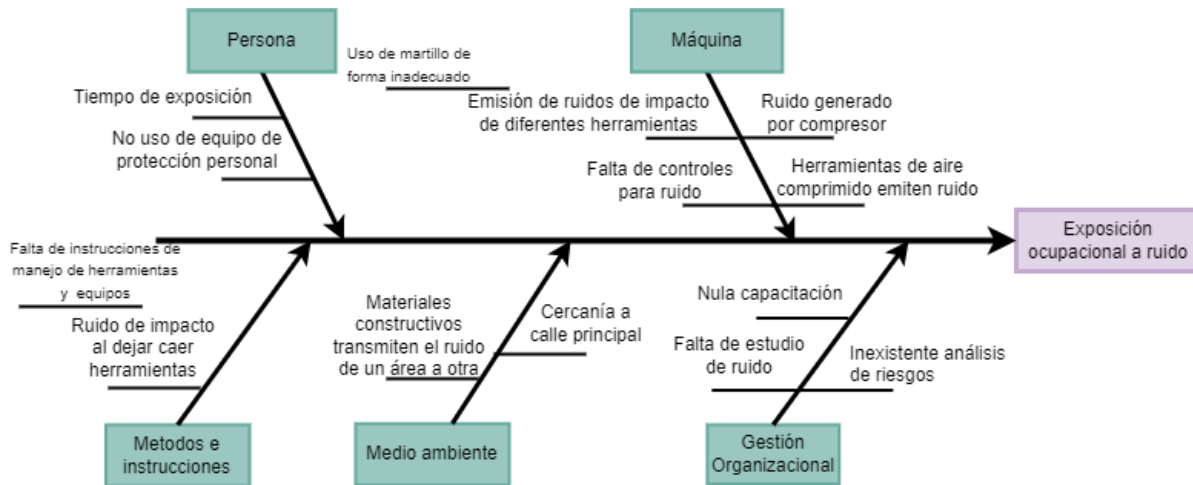 Persona
Máquina
Uso de martillo de
forma inadecuado
Tiempo de exposición
No uso de equipo de
protección personal
Emisión de ruidos de impacto
de diferentes herramientas
Ruido generado
por compresor
Falta de controles
para ruido
Herramientas de aire
comprimido emiten ruido
Exposición
ocupacional a ruido
Falta de instrucciones de
manejo de herramientas
y equipos
Ruido de impacto
al dejar caer
herramientas
Materiales
constructivos
transmiten el ruido
de un área a otra
Cercanía a
calle principal
Nula capacitación
Falta de estudio
de ruido
Inexistente análisis
de riesgos
Metodos e
instrucciones
Medio ambiente
Gestión
Organizacional